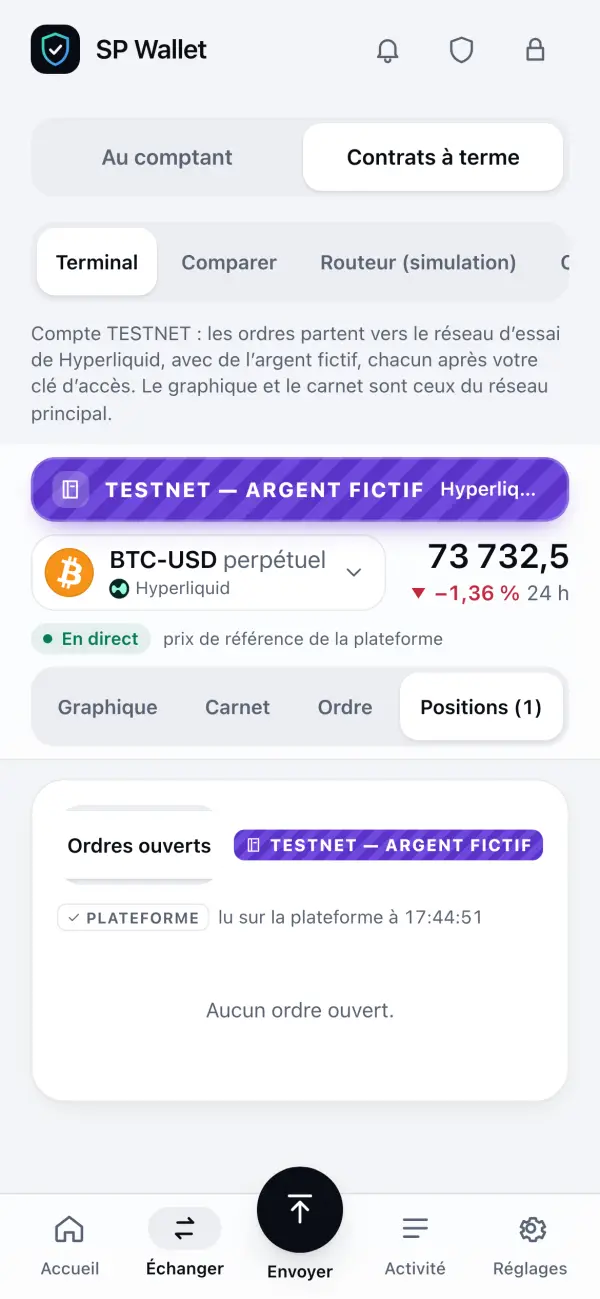 SP Wallet
Au comptant
Contrats à terme
Terminal
Comparer
Routeur (simulation)
Compte TESTNET : les ordres partent vers le réseau d’essai
de Hyperliquid, avec de l’argent fictif, chacun après votre
clé d’accès. Le graphique et le carnet sont ceux du réseau
principal.
TESTNET — ARGENT FICTIF Hyperliq...
BTC-USD perpétuel
Hyperliquid
73 732,5
▼ −1,36 % 24 h
En direct
prix de référence de la plateforme
Graphique
Carnet
Ordre
Positions (1)
Ordres ouverts
TESTNET — ARGENT FICTIF
PLATEFORME
lu sur la plateforme à 17:44:51
Aucun ordre ouvert.
Accueil
Échanger
Envoyer
Activité
Réglages